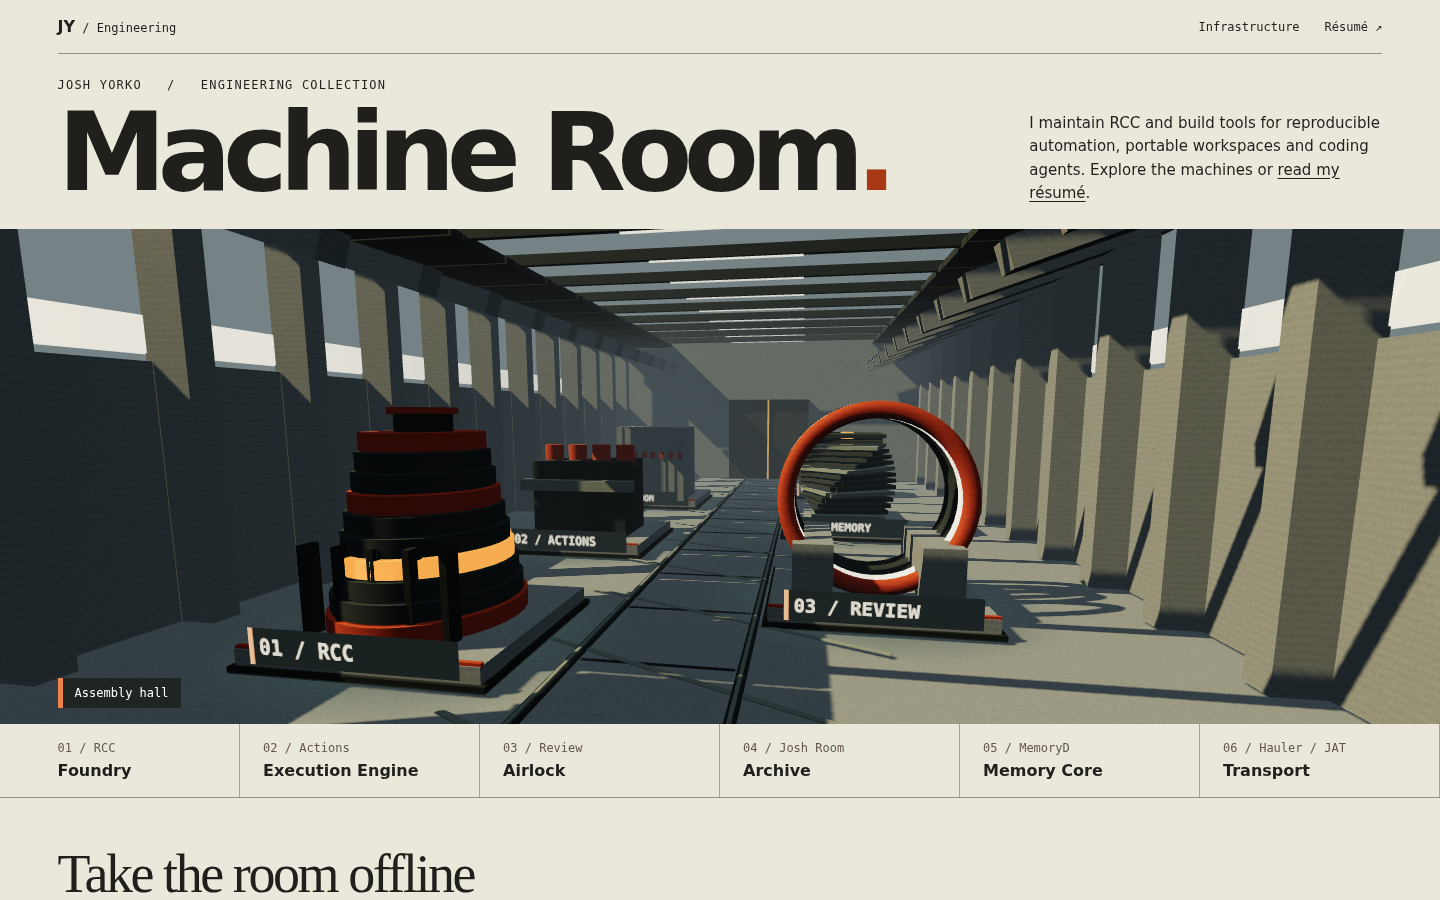 JY / Engineering
Infrastructure Résumé ↗
JOSH YORKO / ENGINEERING COLLECTION
Machine Room.
I maintain RCC and build tools for reproducible
automation, portable workspaces and coding
agents. Explore the machines or read my
résumé.
01 / RCC
02 / ACTIONS
03 / REVIEW
MEMORY
Assembly hall
01 / RCC
Foundry
02 / Actions
Execution Engine
03 / Review
Airlock
04 / Josh Room
Archive
05 / MemoryD
Memory Core
06 / Hauler / JAT
Transport
Take the room offline